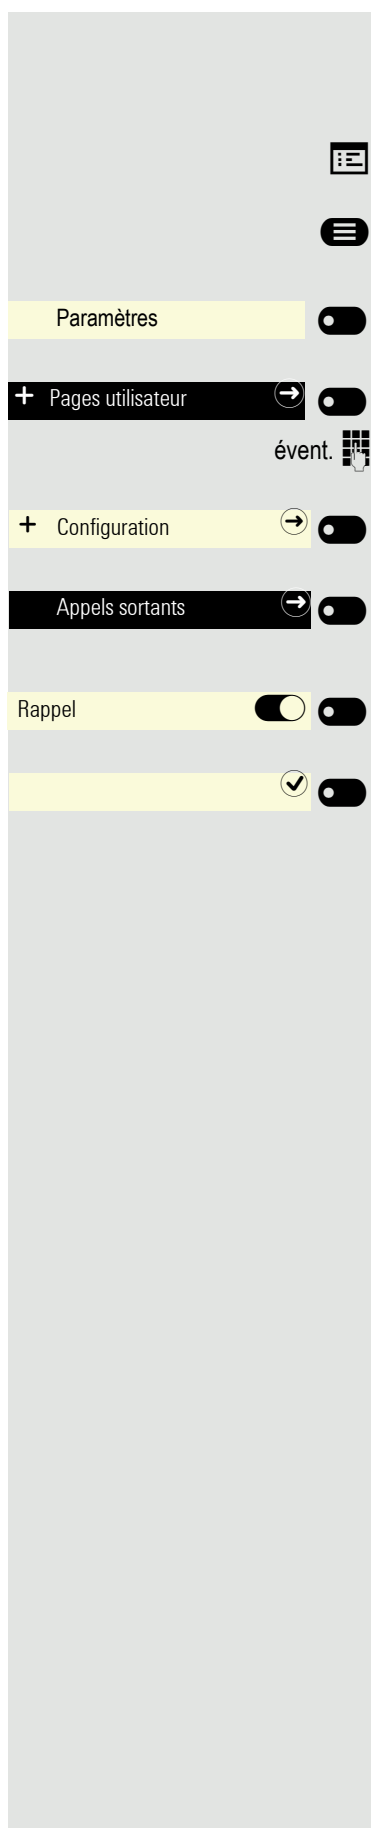 Paramètres
+ Pages utilisateur
évent.
+ Configuration
Appels sortants
Rappel